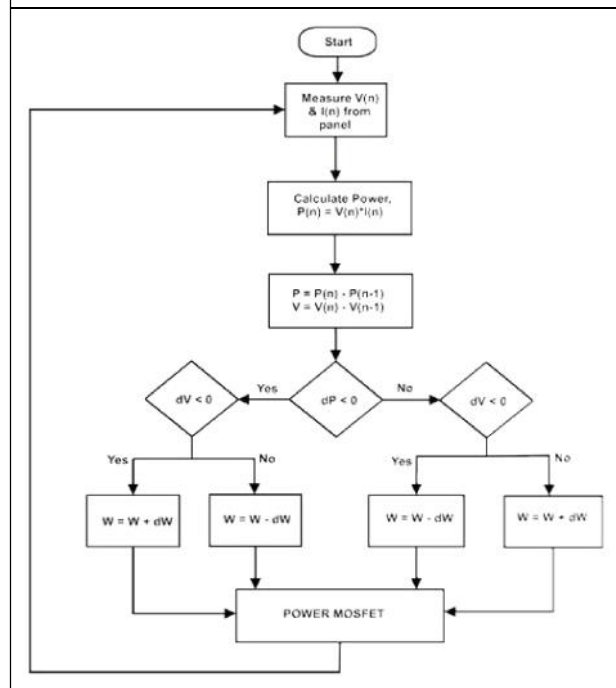 Start
Measure V(n)
& I(n) from
panel
Calculate Power,
P(n) = V(n)*I(n)
P = P(n) - P(n-1)
V = V(n) - V(n-1)
dV < 0
Yes
dP < 0
No
dV < 0
Yes
No
Yes
No
W = W + dW
W = W - dW
W = W - dW
W = W + dW
POWER MOSFET